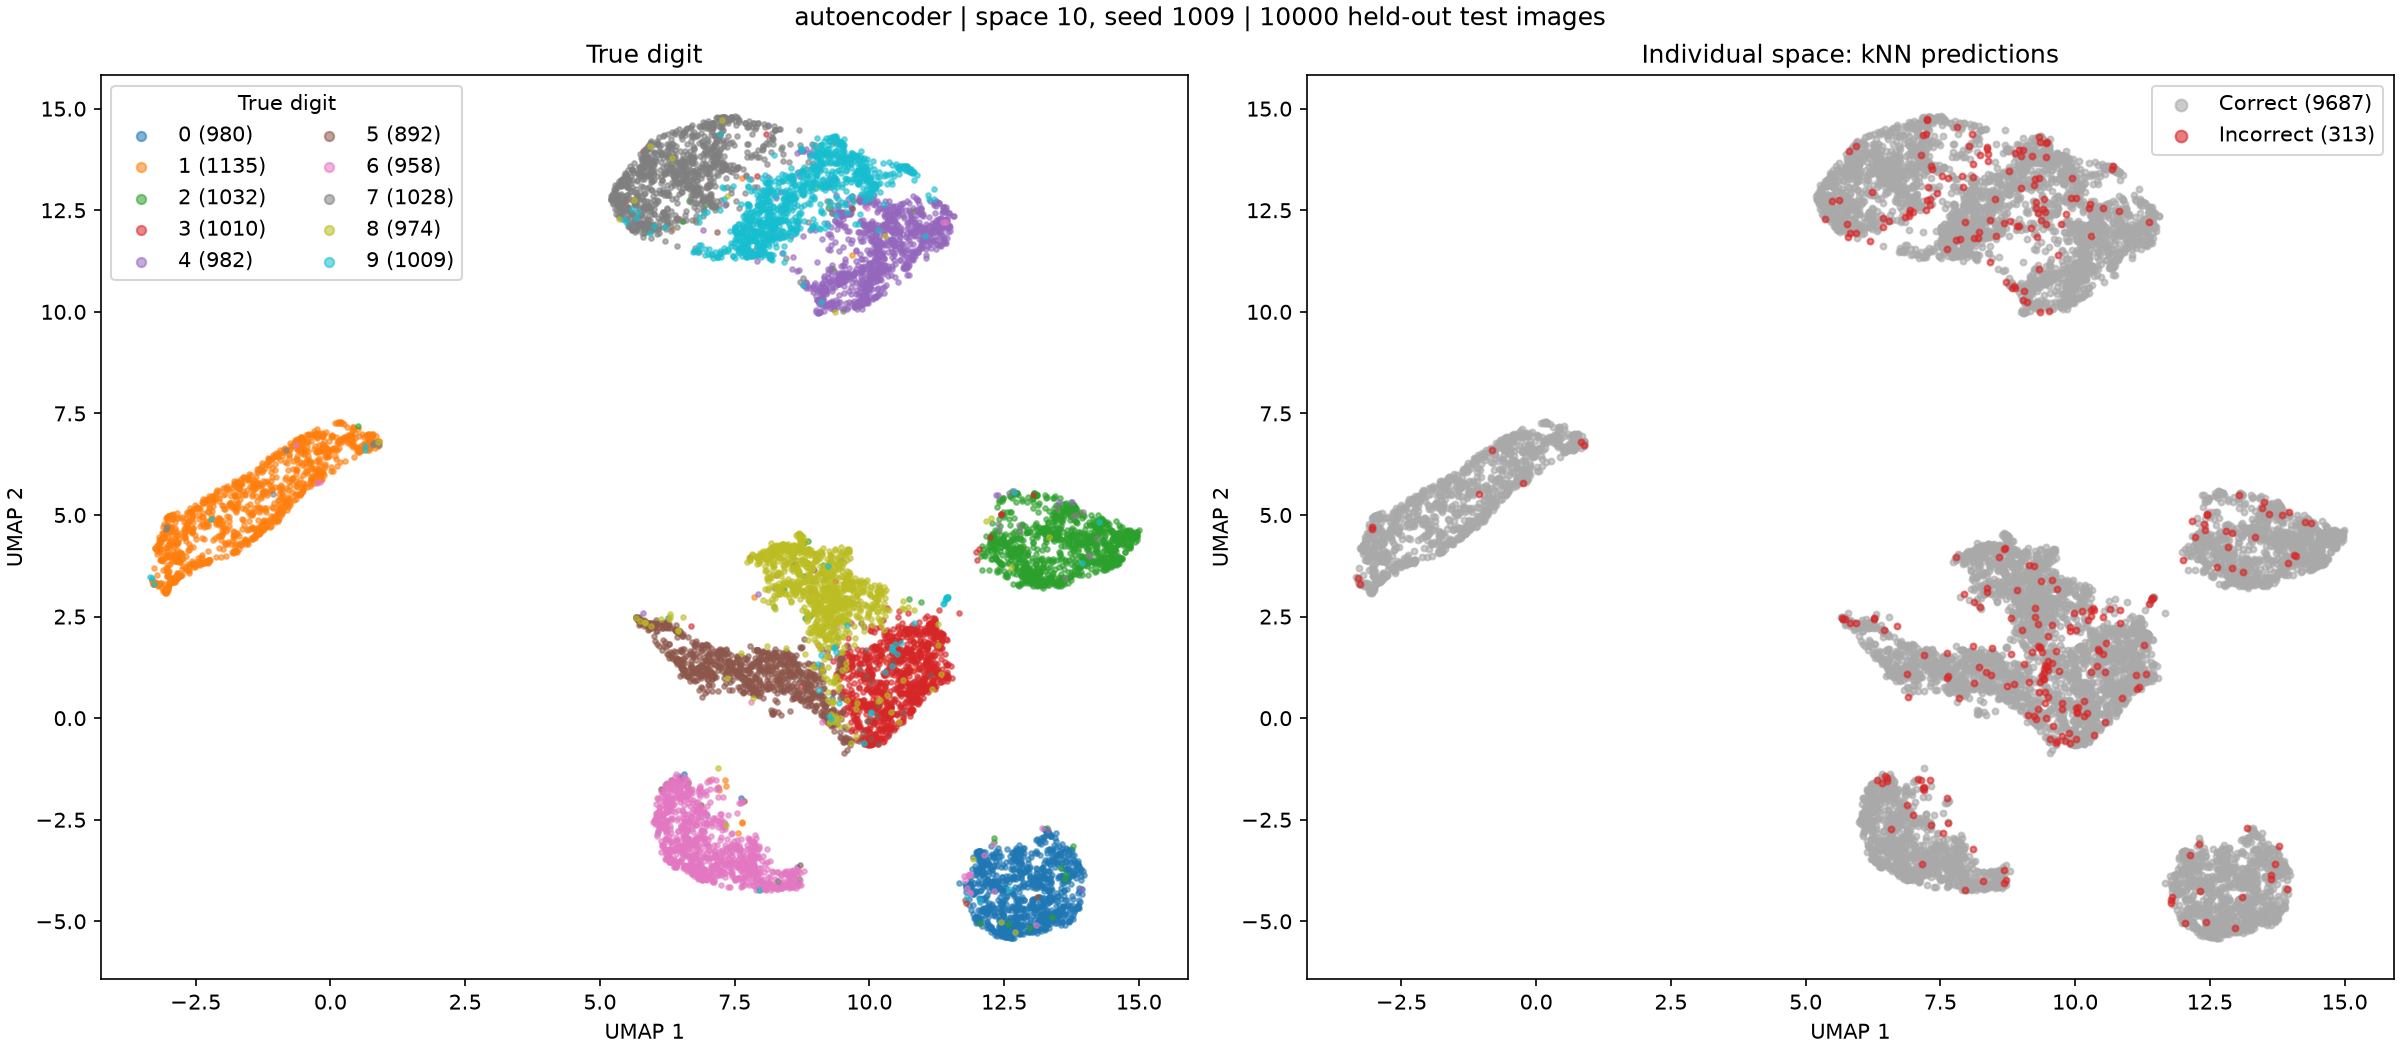 autoencoder | space 10, seed 1009 | 10000 held-out test images
True digit
True digit
0 (980)
1 (1135)
2 (1032)
3 (1010)
4 (982)
5 (892)
6 (958)
7 (1028)
8 (974)
9 (1009)
15.0
12.5
10.0
7.5
5.0
2.5
0.0
−2.5
−5.0
UMAP 2
−2.5 0.0 2.5 5.0 7.5 10.0 12.5 15.0
UMAP 1
Individual space: kNN predictions
Correct (9687)
Incorrect (313)
15.0
12.5
10.0
7.5
5.0
2.5
0.0
−2.5
−5.0
UMAP 2
−2.5 0.0 2.5 5.0 7.5 10.0 12.5 15.0
UMAP 1